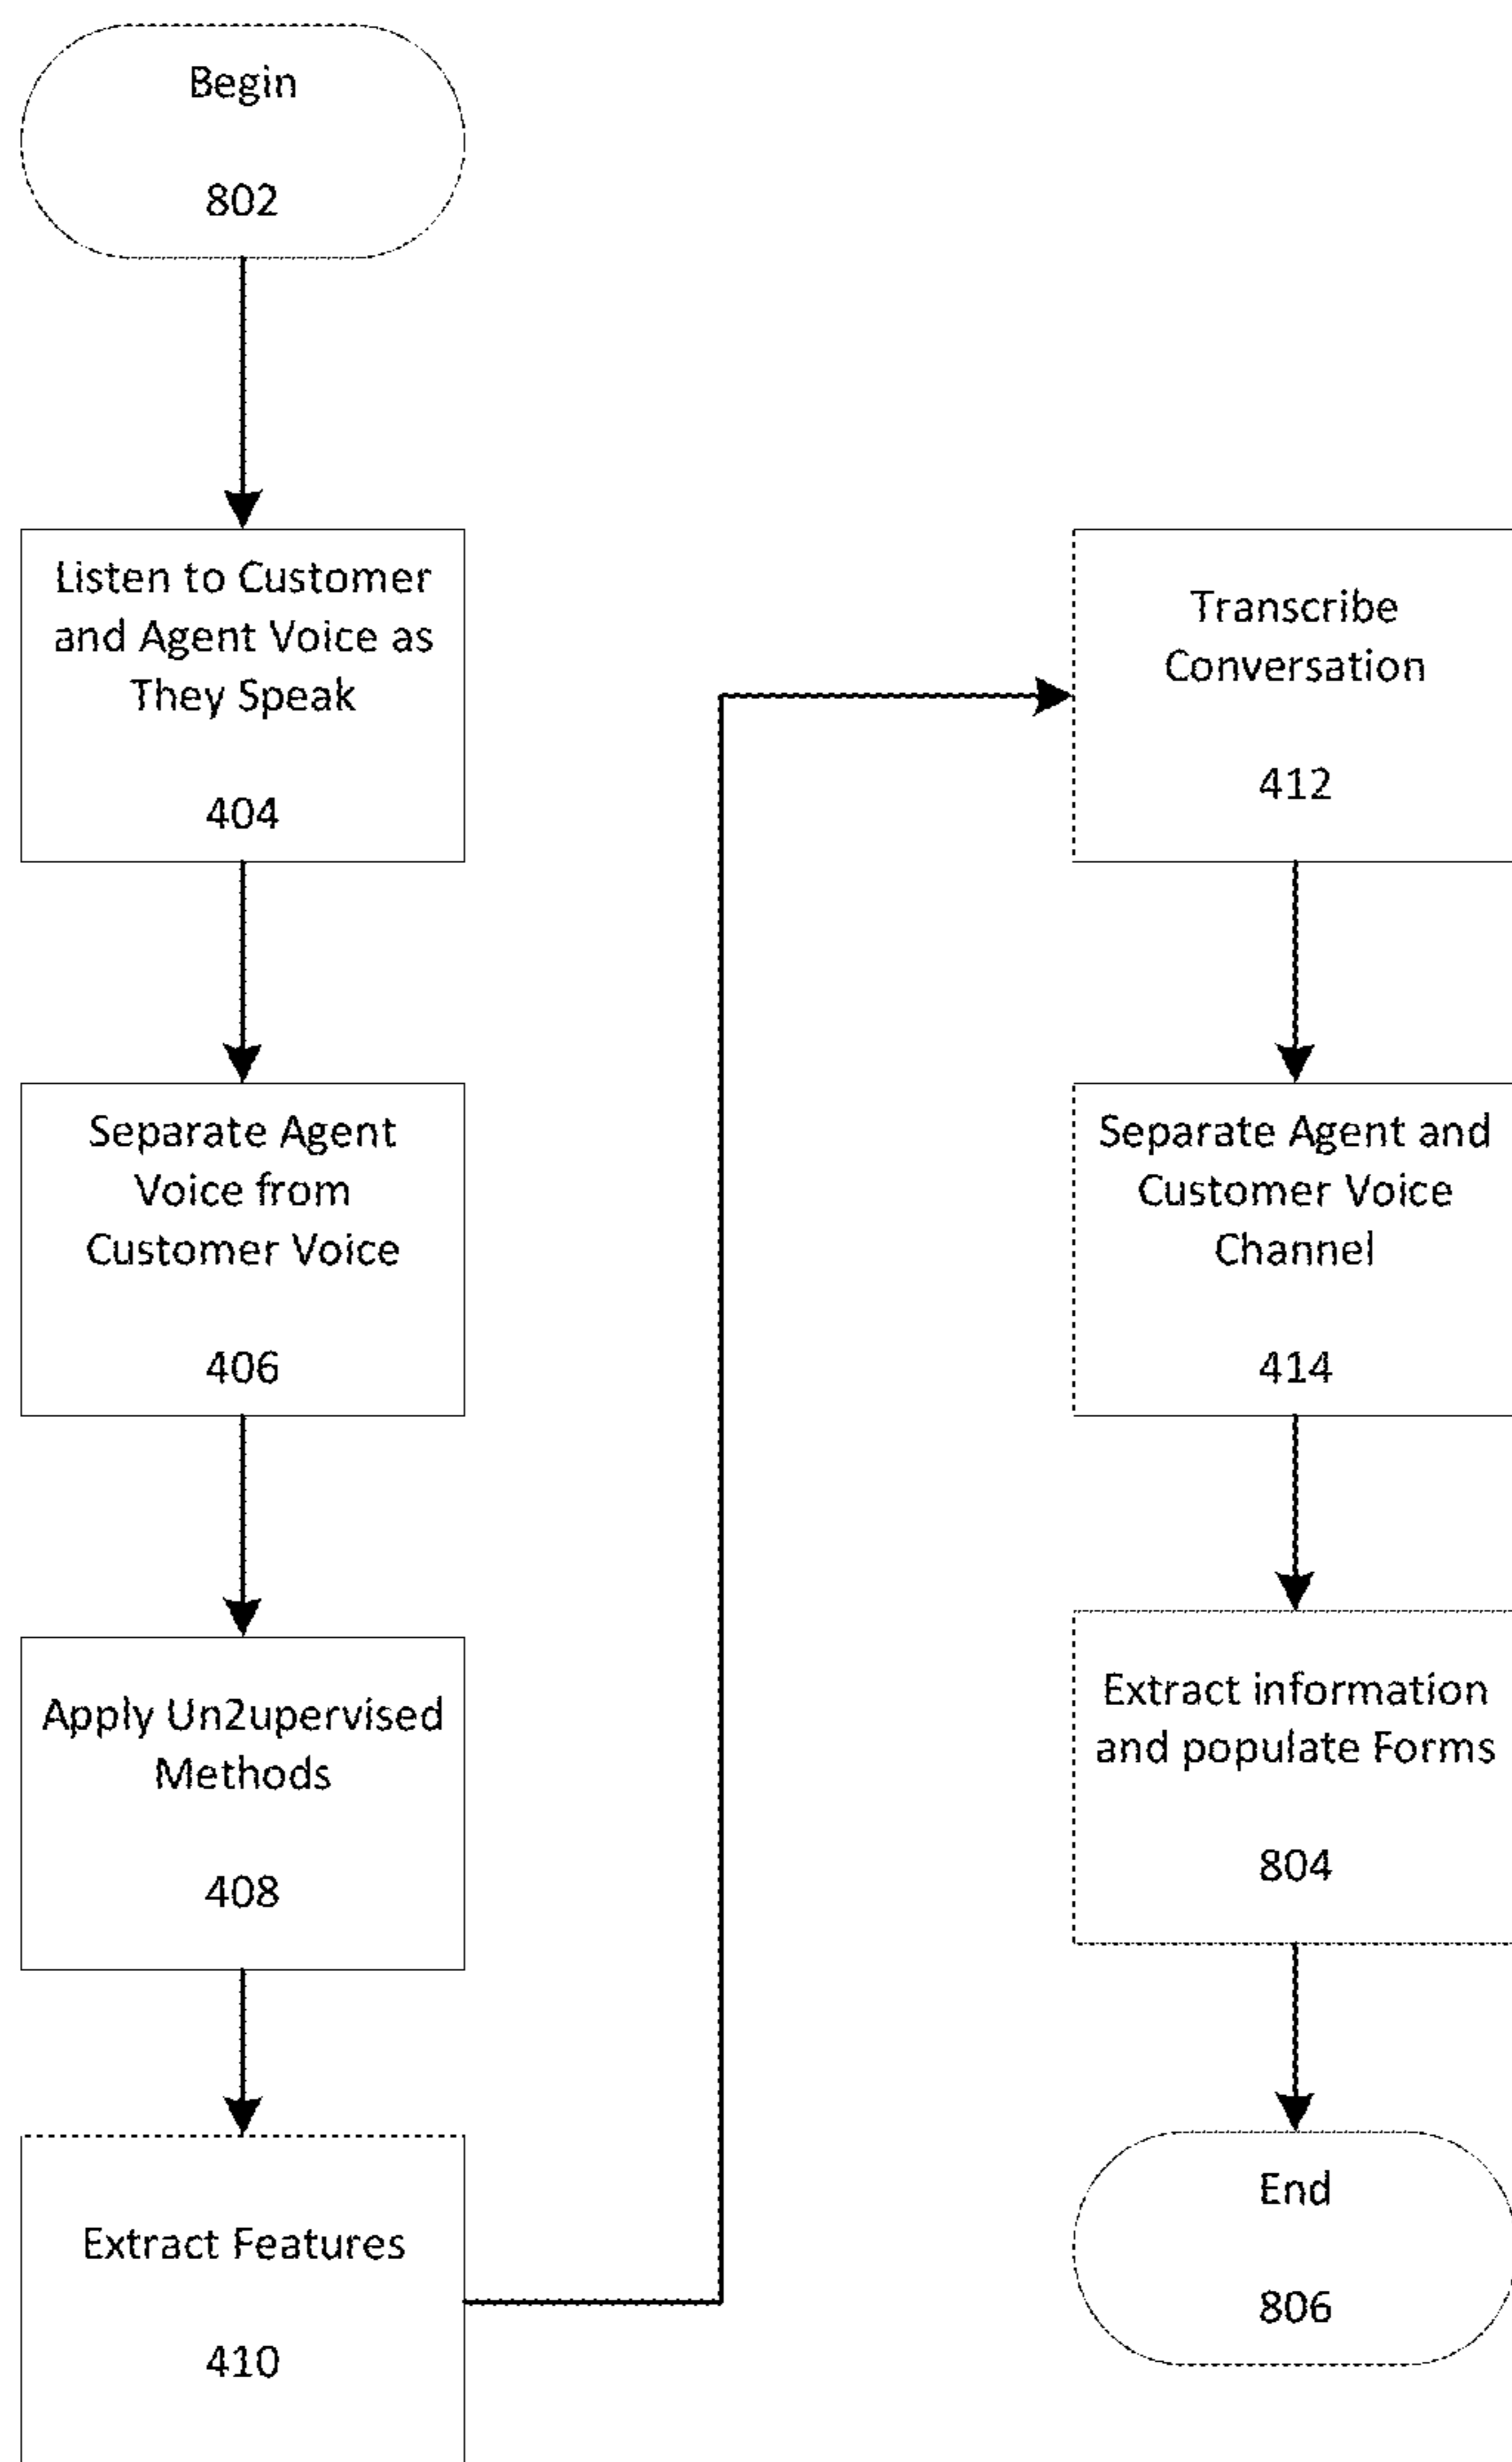 Begin
802
Listen to Customer
and Agent Voice as
They Speak
404
Separate Agent
Voice from
Customer Voice
406
Apply Un2upervised
Methods
408
Extract Features
410
Transcribe
Conversation
412
Separate Agent and
Customer Voice
Channel
414
Extract information
and populate Forms
804
End
806